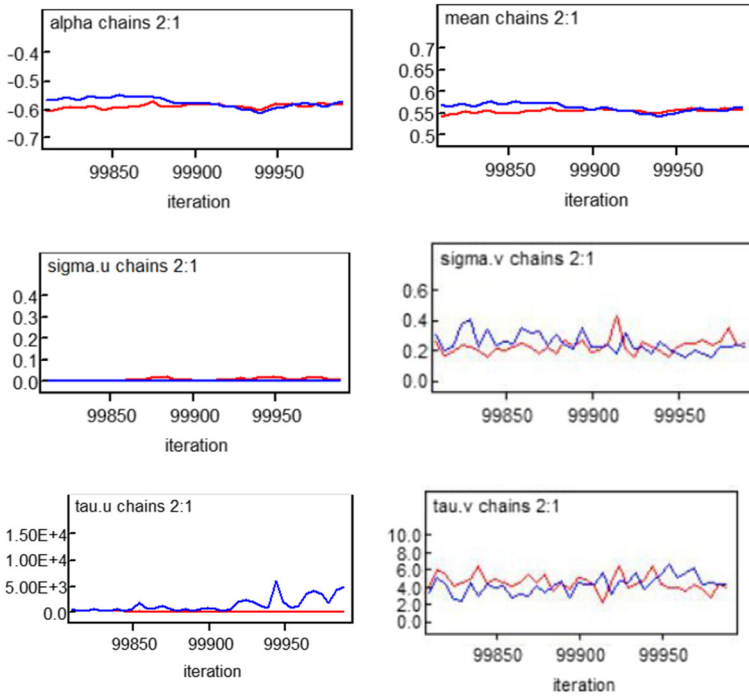 alpha chains 2:1
-0.4
-0.5
-0.6
-0.7
99850 99900 99950
iteration
mean chains 2:1
0.7
0.65
0.6
0.55
0.5
99850 99900 99950
iteration
sigma.u chains 2:1
0.4
0.3
0.2
0.1
0.0
99850 99900 99950
iteration
sigma.v chains 2:1
0.6
0.4
0.2
0.0
99850 99900 99950
iteration
tau.u chains 2:1
1.50E+4
1.00E+4
5.00E+3
0.0
99850 99900 99950
iteration
tau.v chains 2:1
10.0
8.0
6.0
4.0
2.0
0.0
99850 99900 99950
iteration